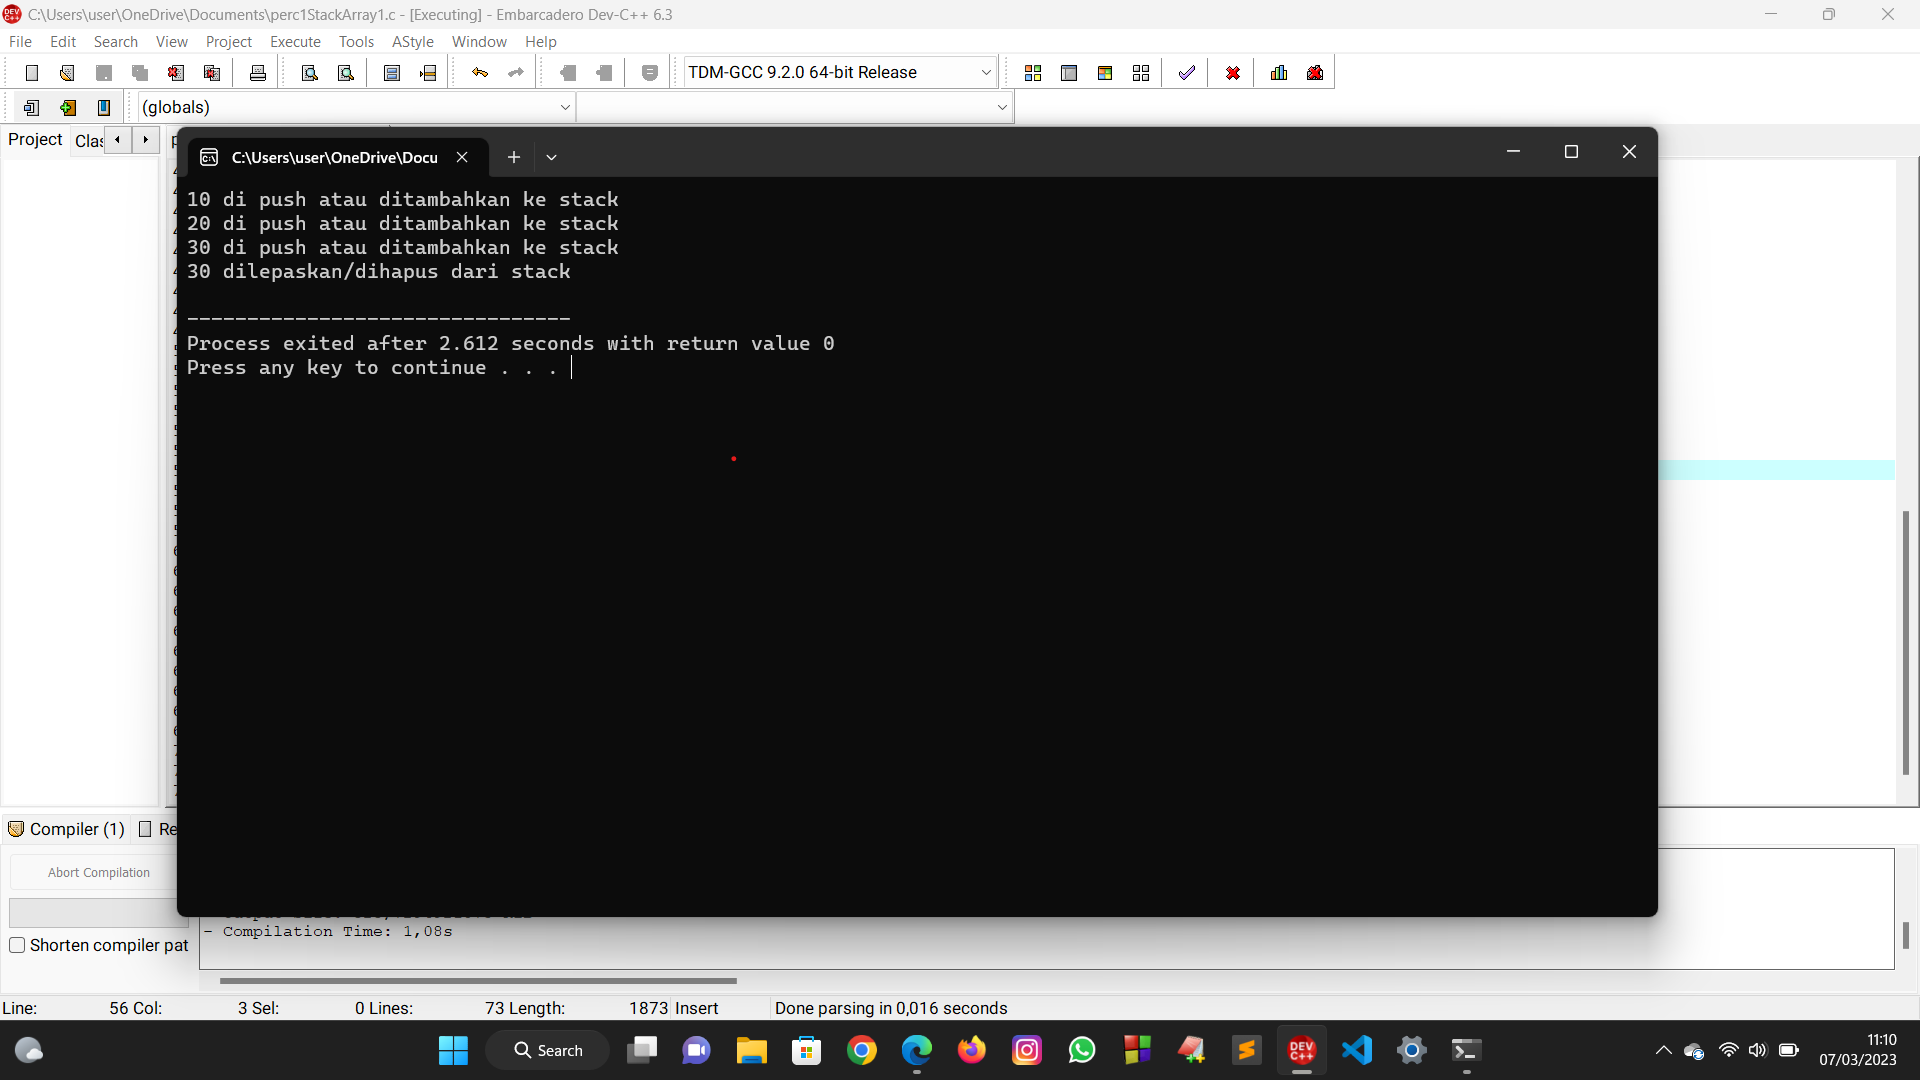 C:\Users\user\OneDrive\Documents\perc1StackArray1.c - [Executing] - Embarcadero Dev-C++ 6.3
File Edit Search View Project Execute Tools AStyle Window Help
TDM-GCC 9.2.0 64-bit Release
(globals)
Project Clas
C:\Users\user\OneDrive\Docu
10 di push atau ditambahkan ke stack
20 di push atau ditambahkan ke stack
30 di push atau ditambahkan ke stack
30 dilepaskan/dihapus dari stack
--------------------------------
Process exited after 2.612 seconds with return value 0
Press any key to continue . . .
Compiler (1) Re
Abort Compilation
- Compilation Time: 1,08s
Shorten compiler pat
Line: 56 Col: 3 Sel: 0 Lines: 73 Length: 1873 Insert Done parsing in 0,016 seconds
Search
DEV C++
11:10
07/03/2023